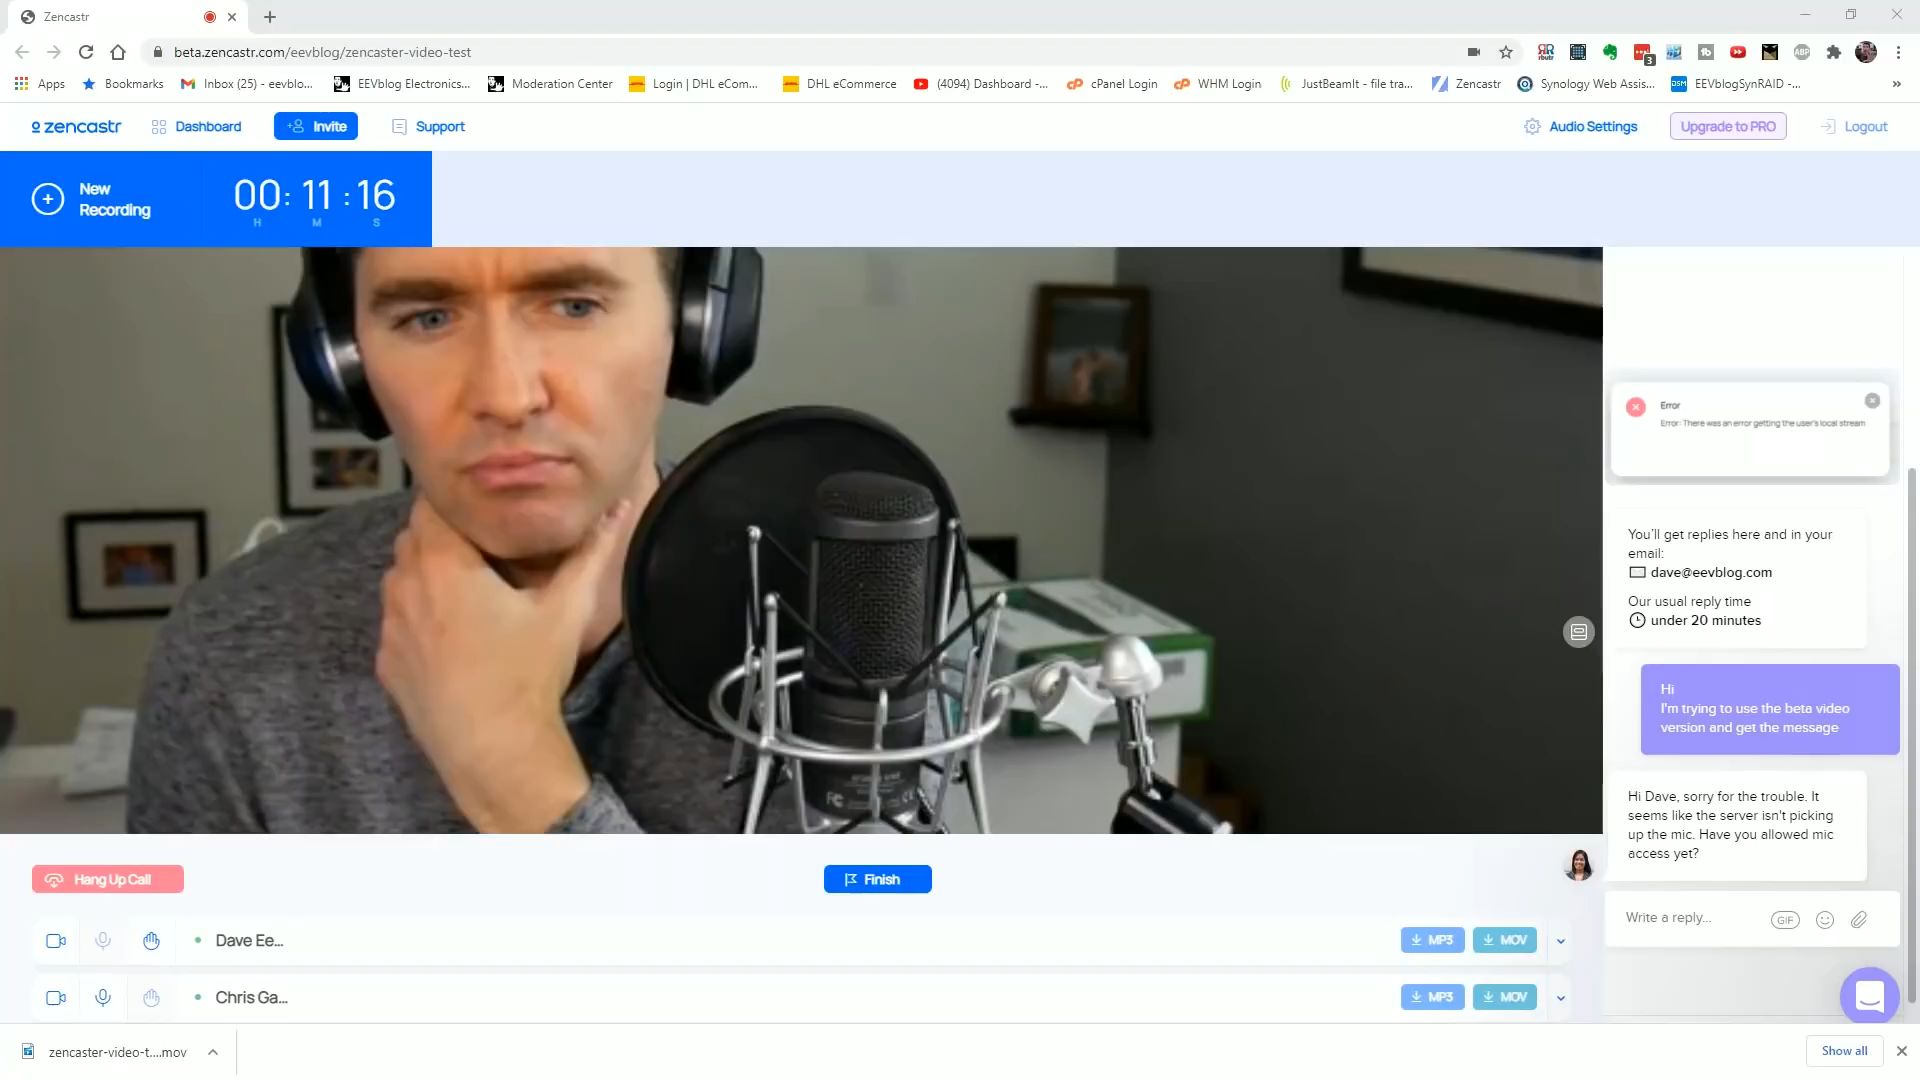 Zencastr
beta.zencastr.com/eevblog/zencaster-video-test
3
Apps
Bookmarks
Inbox (25) - eevblo...
EEVblog Electronics...
Moderation Center
Login | DHL eCom...
DHL eCommerce
(4094) Dashboard -...
cPanel Login
WHM Login
JustBeamIt - file tra...
Zencastr
Synology Web Assis...
EEVblogSynRAID -...
»
zencastr
Dashboard
Invite
Support
Audio Settings
Upgrade to PRO
Logout
New
Recording
00: 11 :16
H M S
Error
Error: There was an error getting the user's local stream
You'll get replies here and in your
email:
dave@eevblog.com
Our usual reply time
under 20 minutes
Hi
I'm trying to use the beta video
version and get the message
Hi Dave, sorry for the trouble. It
seems like the server isn't picking
up the mic. Have you allowed mic
access yet?
Write a reply...
GIF
Hang Up Call
Finish
Dave Ee...
MP3
MOV
Chris Ga...
MP3
MOV
zencaster-video-t....mov
Show all